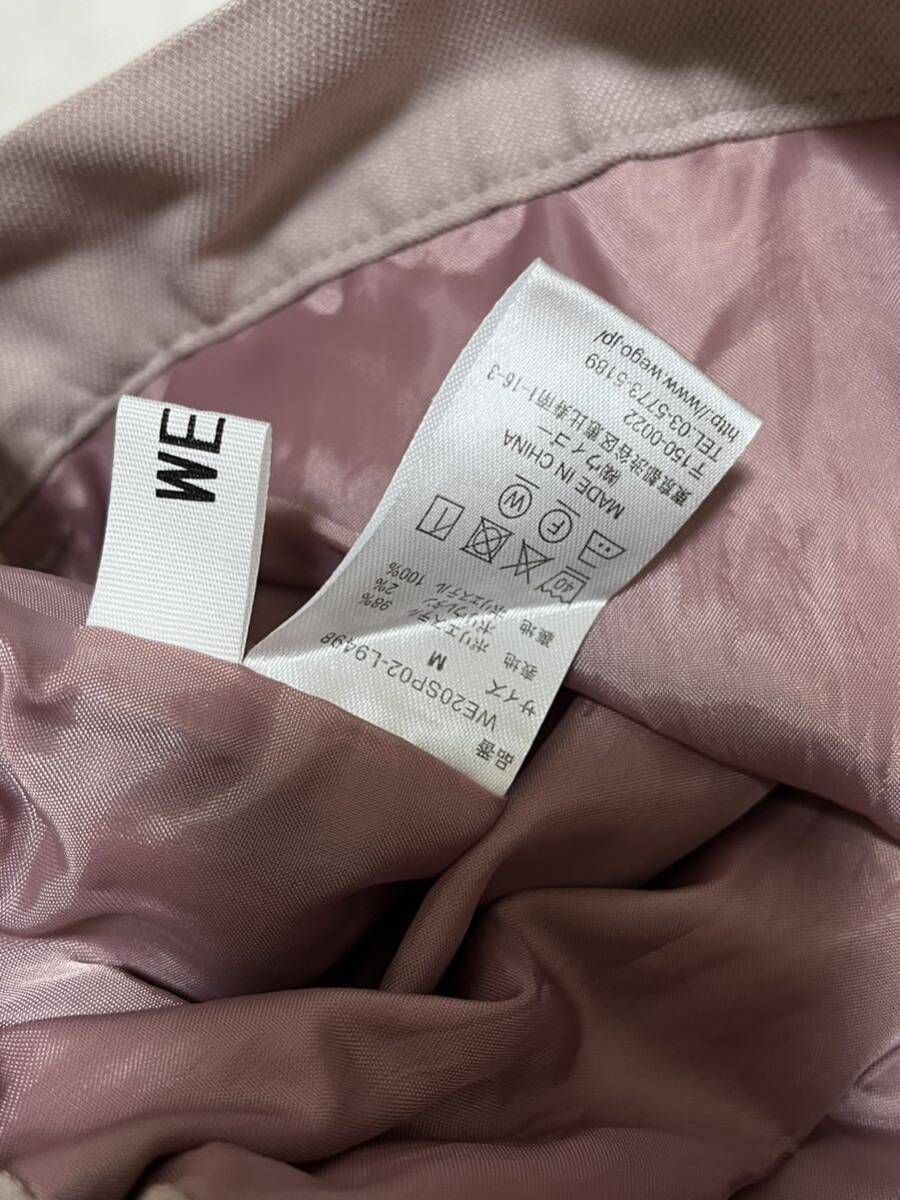 WE
品番
WE20SP02-L9498
サイズ M
表地 ポリエステル 98%
ポリウレタン 2%
裏地 ポリエステル 100%
40
F
W
MADE IN CHINA
㈱ウィゴー
〒150-0022
東京都渋谷区恵比寿南1-16-3
TEL.03-5773-5189
http://www.wego.jp/